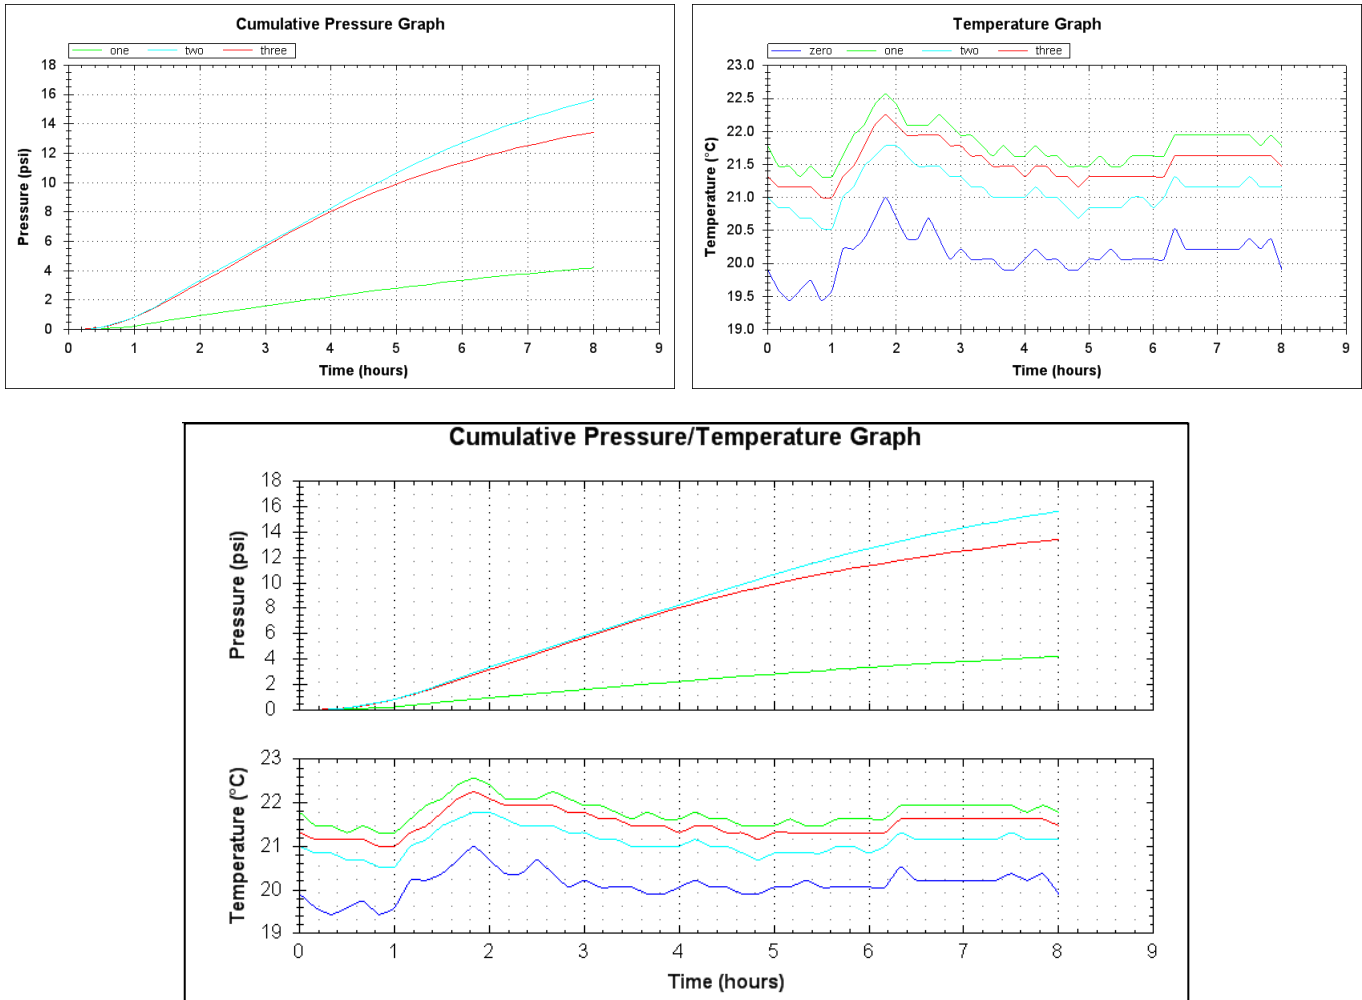 Cumulative Pressure Graph
one two three
18
16
14
12
10
8
6
4
2
0
Pressure (psi)
0 1 2 3 4 5 6 7 8 9
Time (hours)
Temperature Graph
zero one two three
23.0
22.5
22.0
21.5
21.0
20.5
20.0
19.5
19.0
Temperature (°C)
0 1 2 3 4 5 6 7 8 9
Time (hours)
Cumulative Pressure/Temperature Graph
18
16
14
12
10
8
6
4
2
0
Pressure (psi)
23
22
21
20
19
Temperature (°C)
0 1 2 3 4 5 6 7 8 9
Time (hours)